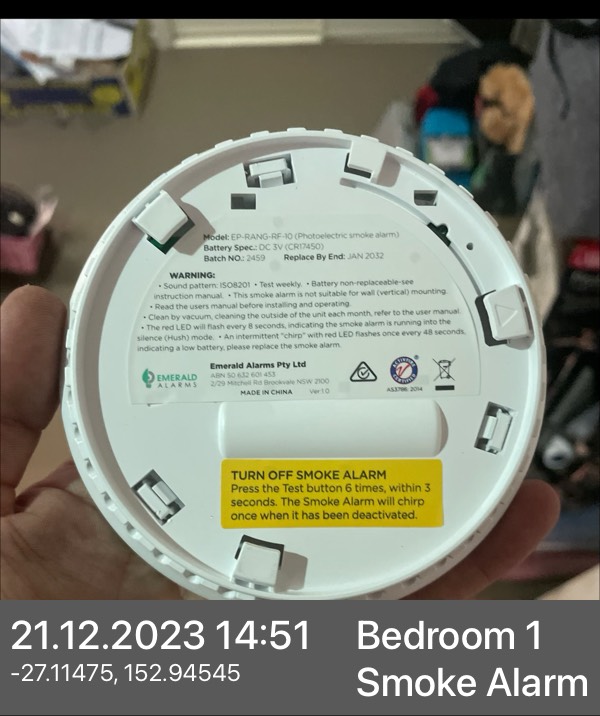 Model: EP-RANG-RF-10 (Photoelectric smoke alarm)
Battery Spec.: DC 3V (CR17450)
Batch NO.: 2459 Replace By End: JAN 2032
WARNING:
• Sound pattern: ISO8201 • Test weekly. • Battery non-replaceable-see
instruction manual. • This smoke alarm is not suitable for wall (vertical) mounting.
• Read the users manual before installing and operating.
• Clean by vacuum, cleaning the outside of the unit each month, refer to the user manual.
• The red LED will flash every 8 seconds, indicating the smoke alarm is running into the
silence (Hush) mode. • An intermittent "chirp" with red LED flashes once every 48 seconds,
indicating a low battery, please replace the smoke alarm.
EMERALD
ALARMS
Emerald Alarms Pty Ltd
ABN 50 632 601 453
2/29 Mitchell Rd Brookvale NSW 2100
MADE IN CHINA Ver:1.0
AS3786: 2014
TURN OFF SMOKE ALARM
Press the Test button 6 times, within 3
seconds. The Smoke Alarm will chirp
once when it has been deactivated.
21.12.2023 14:51
-27.11475, 152.94545
Bedroom 1
Smoke Alarm